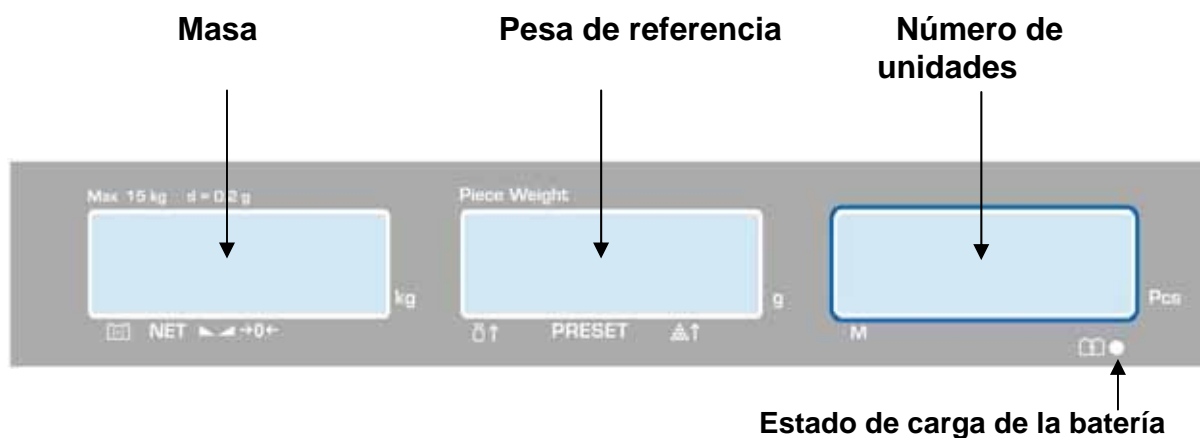 Masa
Pesa de referencia
Número de
unidades
Max 15 kg d = 0.2 g
Piece Weight
kg
g
Pcs
NET →0←
PRESET
M
Estado de carga de la batería